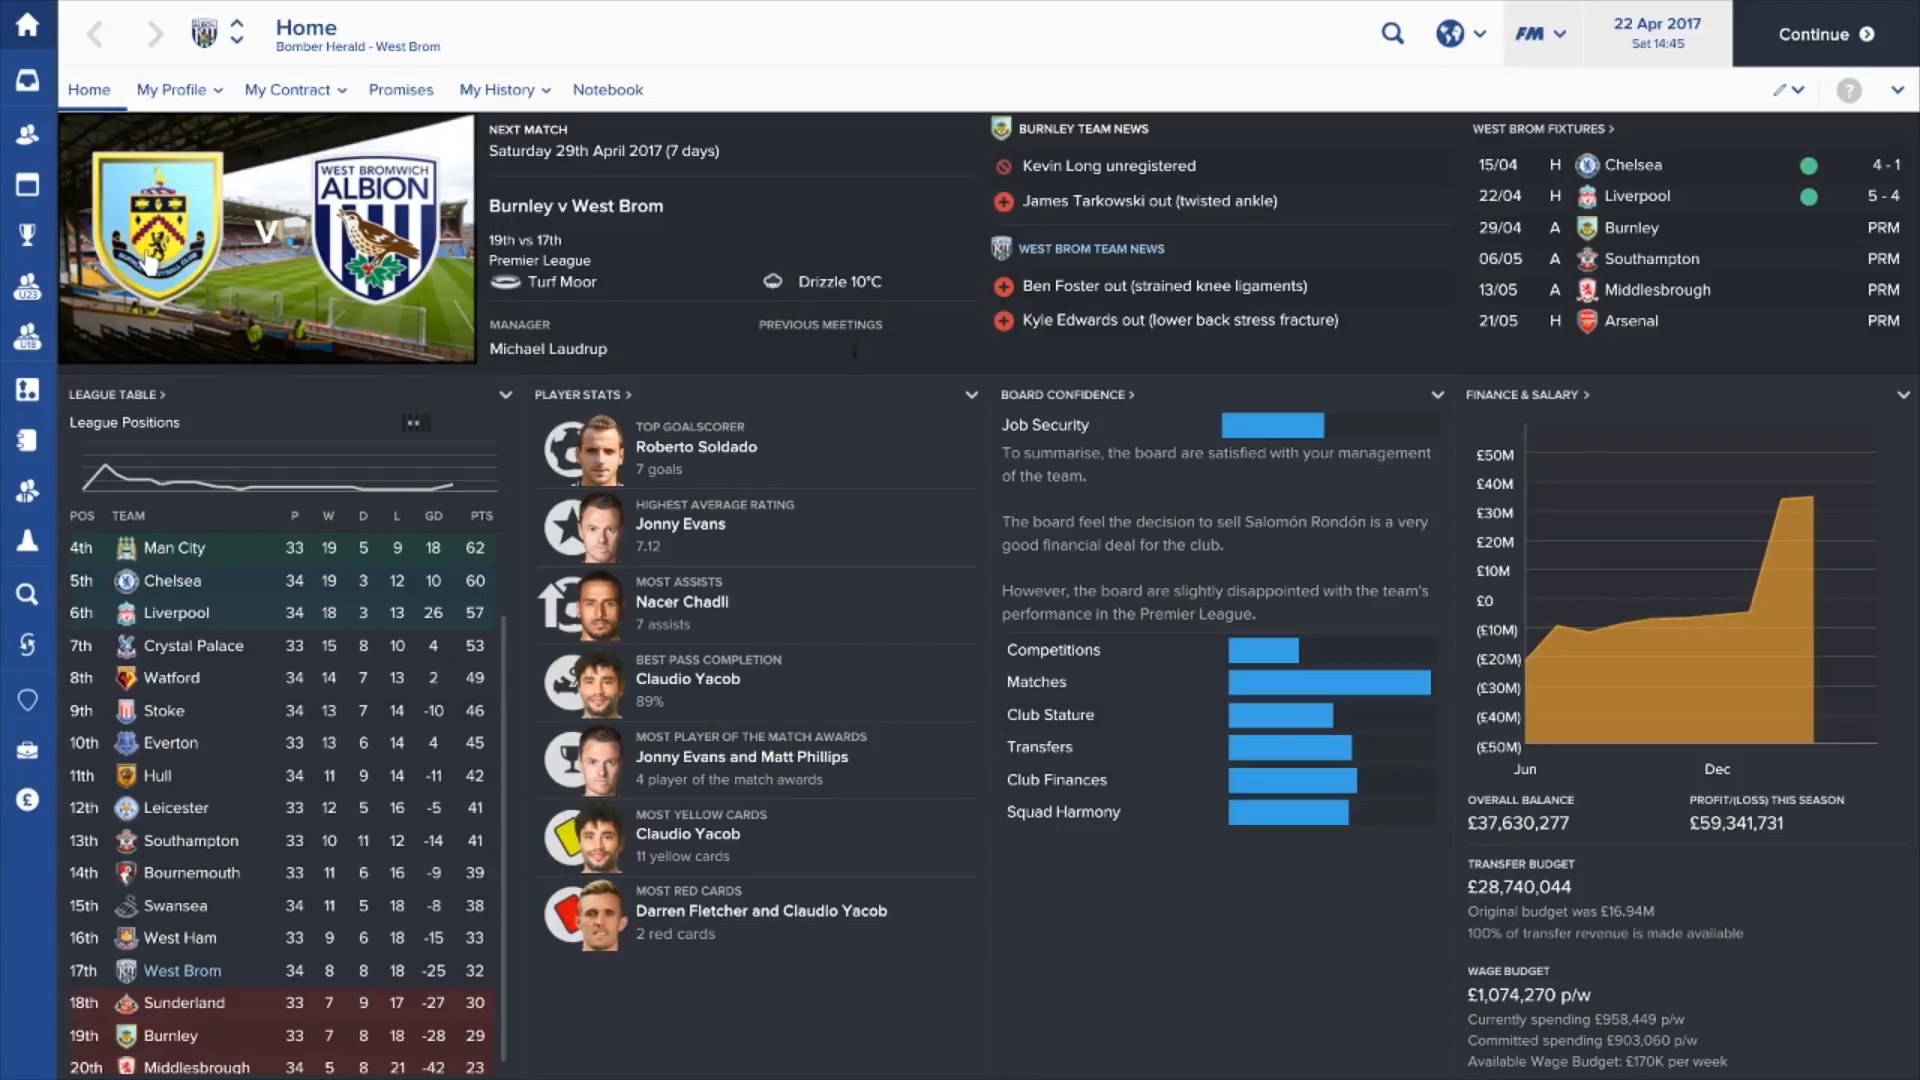 Home
Bomber Herald - West Brom
FM
22 Apr 2017
Sat 14:45
Continue
Home
My Profile
My Contract
Promises
My History
Notebook
?
U23
U18
£
V
WEST BROMWICH
ALBION
NEXT MATCH
Saturday 29th April 2017 (7 days)
Burnley v West Brom
19th vs 17th
Premier League
Turf Moor
Drizzle 10°C
MANAGER
Michael Laudrup
PREVIOUS MEETINGS
BURNLEY TEAM NEWS
Kevin Long unregistered
James Tarkowski out (twisted ankle)
WEST BROM TEAM NEWS
Ben Foster out (strained knee ligaments)
Kyle Edwards out (lower back stress fracture)
WEST BROM FIXTURES >
15/04 H Chelsea 4 - 1
22/04 H Liverpool 5 - 4
29/04 A Burnley PRM
06/05 A Southampton PRM
13/05 A Middlesbrough PRM
21/05 H Arsenal PRM
LEAGUE TABLE >
League Positions
POS TEAM P W D L GD PTS
4th Man City 33 19 5 9 18 62
5th Chelsea 34 19 3 12 10 60
6th Liverpool 34 18 3 13 26 57
7th Crystal Palace 33 15 8 10 4 53
8th Watford 34 14 7 13 2 49
9th Stoke 34 13 7 14 -10 46
10th Everton 33 13 6 14 4 45
11th Hull 34 11 9 14 -11 42
12th Leicester 33 12 5 16 -5 41
13th Southampton 33 10 11 12 -14 41
14th Bournemouth 33 11 6 16 -9 39
15th Swansea 34 11 5 18 -8 38
16th West Ham 33 9 6 18 -15 33
17th West Brom 34 8 8 18 -25 32
18th Sunderland 33 7 9 17 -27 30
19th Burnley 33 7 8 18 -28 29
20th Middlesbrough 34 5 8 21 -42 23
PLAYER STATS >
TOP GOALSCORER
Roberto Soldado
7 goals
HIGHEST AVERAGE RATING
Jonny Evans
7.12
MOST ASSISTS
Nacer Chadli
7 assists
BEST PASS COMPLETION
Claudio Yacob
89%
MOST PLAYER OF THE MATCH AWARDS
Jonny Evans and Matt Phillips
4 player of the match awards
MOST YELLOW CARDS
Claudio Yacob
11 yellow cards
MOST RED CARDS
Darren Fletcher and Claudio Yacob
2 red cards
BOARD CONFIDENCE >
Job Security
To summarise, the board are satisfied with your management
of the team.
The board feel the decision to sell Salomón Rondón is a very
good financial deal for the club.
However, the board are slightly disappointed with the team's
performance in the Premier League.
Competitions
Matches
Club Stature
Transfers
Club Finances
Squad Harmony
FINANCE & SALARY >
£50M
£40M
£30M
£20M
£10M
£0
(£10M)
(£20M)
(£30M)
(£40M)
(£50M)
Jun
Dec
OVERALL BALANCE
£37,630,277
PROFIT/(LOSS) THIS SEASON
£59,341,731
TRANSFER BUDGET
£28,740,044
Original budget was £16.94M
100% of transfer revenue is made available
WAGE BUDGET
£1,074,270 p/w
Currently spending £958,449 p/w
Committed spending £903,060 p/w
Available Wage Budget: £170K per week